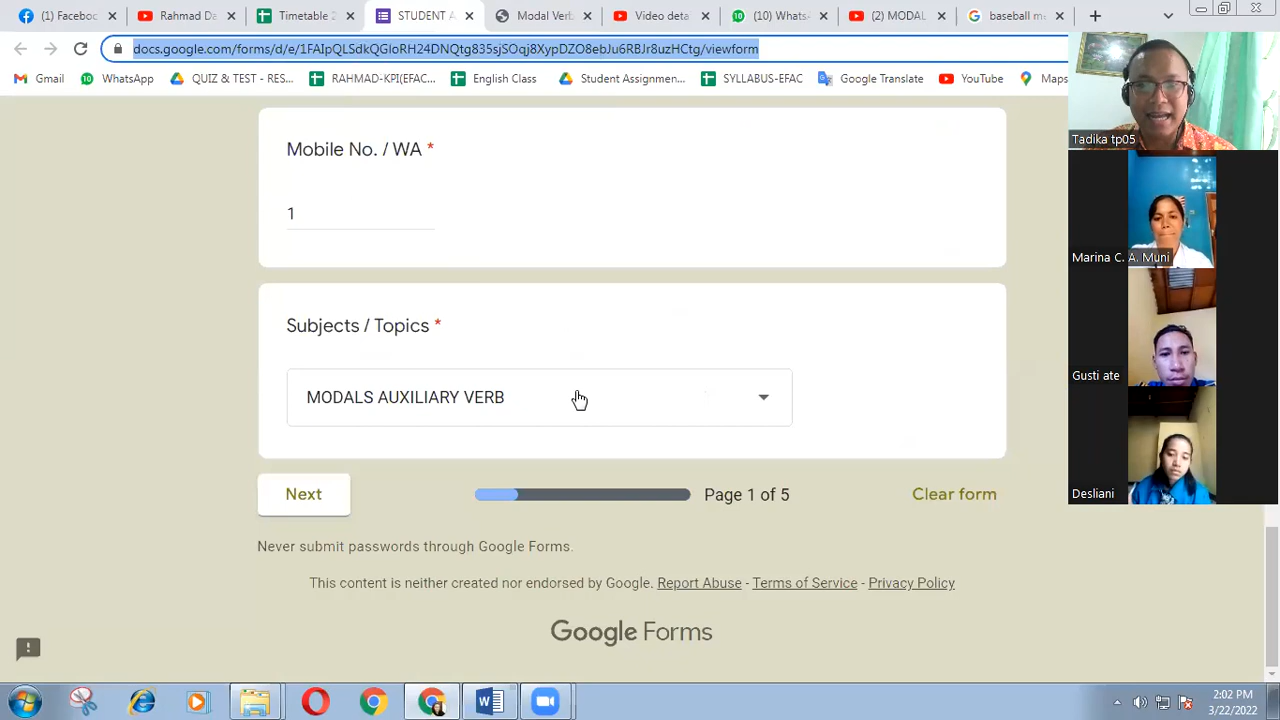 (1) Faceboo
Rahmad De
Timetable 2
STUDENT A
Modal Verb
Video deta
(10) Whats
(2) MODAL
baseball m
docs.google.com/forms/d/e/1FAIpQLSdkQGIoRH24DNQtg835sjSOqj8XypDZO8ebJu6RBJr8uzHCtg/viewform
Gmail
WhatsApp
QUIZ & TEST - RES...
RAHMAD-KPI(EFAC...
English Class
Student Assignmen...
SYLLABUS-EFAC
Google Translate
YouTube
Maps
Tadika tp05
Mobile No. / WA *
1
Marina C. A. Muni
Subjects / Topics *
Gusti ate
MODALS AUXILIARY VERB
Next
Page 1 of 5
Clear form
Desliani
Never submit passwords through Google Forms.
This content is neither created nor endorsed by Google. Report Abuse - Terms of Service - Privacy Policy
Google Forms
2:02 PM
3/22/2022